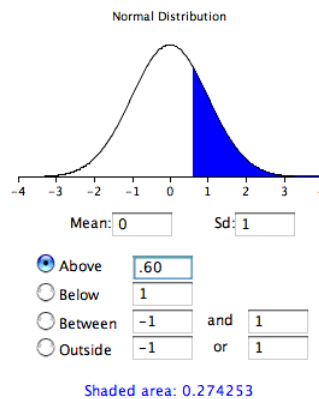 Normal Distribution
-4 -3 -2 -1 0 1 2 3
Mean: 0 Sd: 1
Above .60
Below 1
Between -1 and 1
Outside -1 or 1
Shaded area: 0.274253